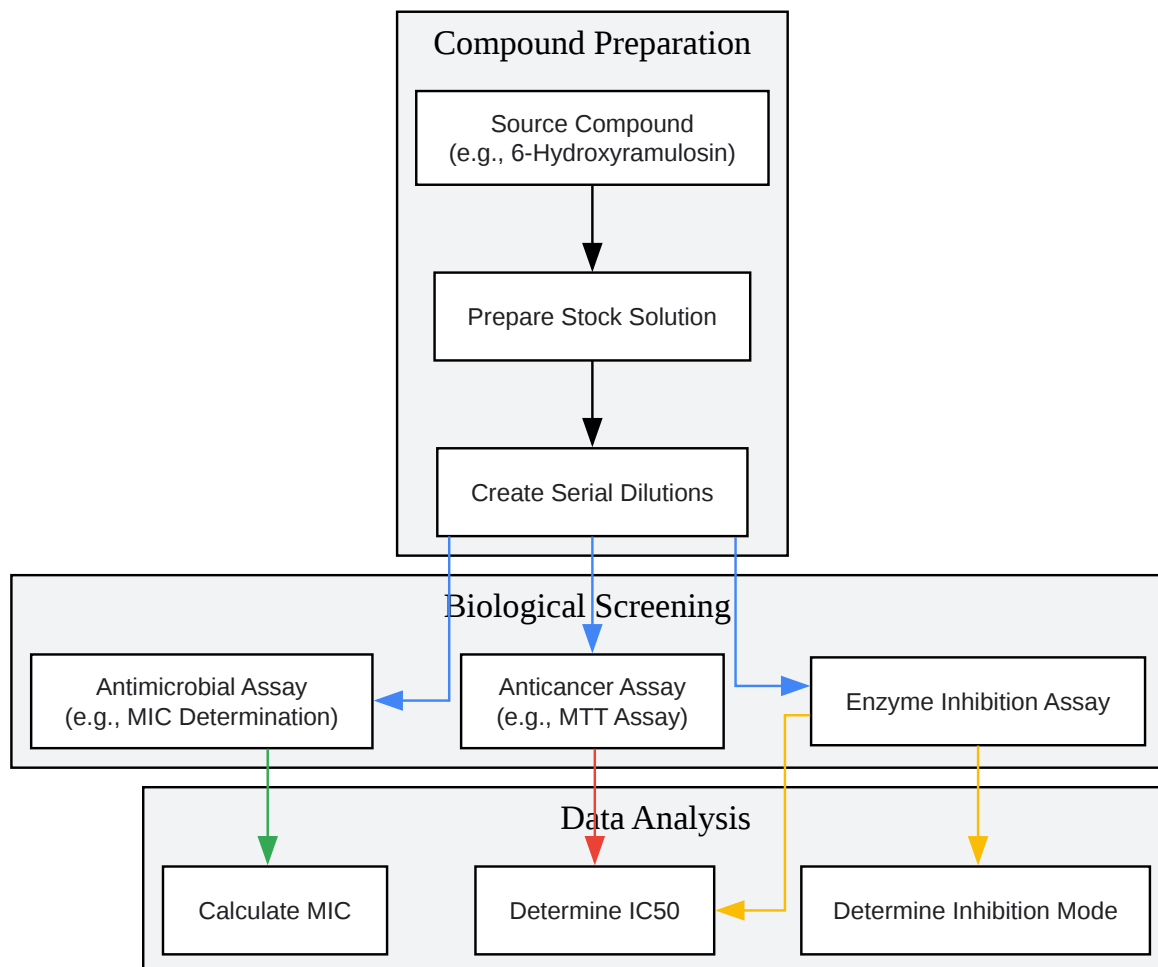 Compound Preparation
Source Compound
(e.g., 6-Hydroxyramulosin)
Prepare Stock Solution
Create Serial Dilutions
Biological Screening
Antimicrobial Assay
(e.g., MIC Determination)
Anticancer Assay
(e.g., MTT Assay)
Enzyme Inhibition Assay
Data Analysis
Calculate MIC
Determine IC50
Determine Inhibition Mode